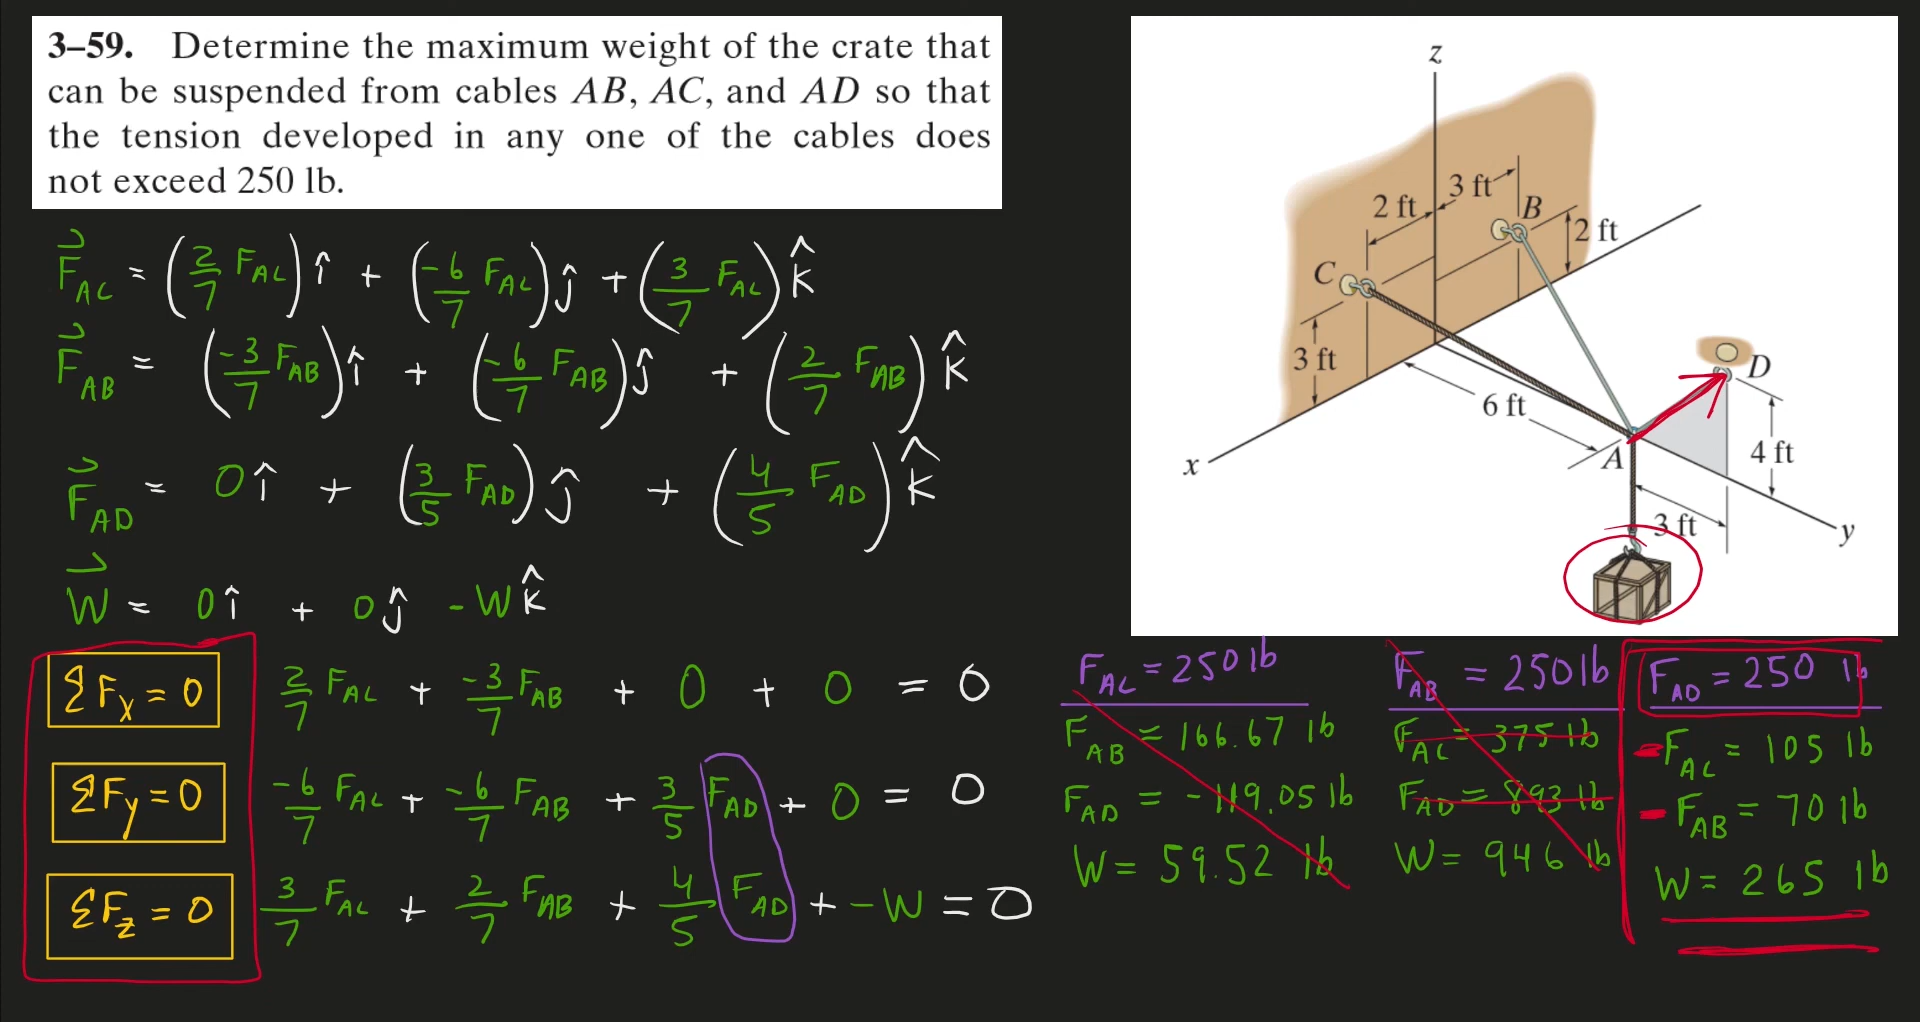 3–59. Determine the maximum weight of the crate that
can be suspended from cables AB, AC, and AD so that
the tension developed in any one of the cables does
not exceed 250 lb.
F⃗_AC = (2/7 F_AC) î + (-6/7 F_AC) ĵ + (3/7 F_AC) k̂
F⃗_AB = (-3/7 F_AB) î + (-6/7 F_AB) ĵ + (2/7 F_AB) k̂
F⃗_AD = 0 î + (3/5 F_AD) ĵ + (4/5 F_AD) k̂
W⃗ = 0 î + 0 ĵ - W k̂
ΣF_x = 0 2/7 F_AC + -3/7 F_AB + 0 + 0 = 0
ΣF_y = 0 -6/7 F_AC + -6/7 F_AB + 3/5 F_AD + 0 = 0
ΣF_z = 0 3/7 F_AC + 2/7 F_AB + 4/5 F_AD + -W = 0
z
3 ft
2 ft
B
2 ft
C
3 ft
D
6 ft
4 ft
A
x
3 ft
y
F_AC = 250 lb
F_AB = 166.67 lb
F_AD = -119.05 lb
W = 59.52 lb
F_AB = 250 lb
F_AC = 375 lb
F_AD = 893 lb
W = 946 lb
F_AD = 250 lb
F_AC = 105 lb
F_AB = 70 lb
W = 265 lb